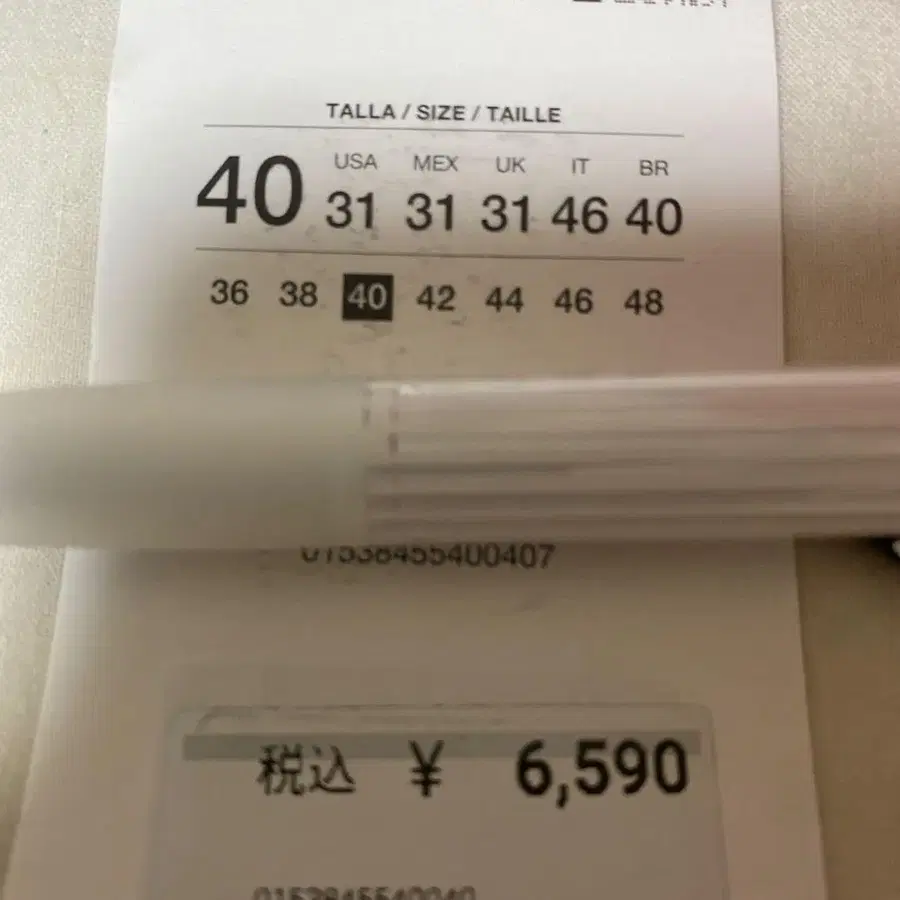 TALLA / SIZE / TAILLE
USA MEX UK IT BR
40 31 31 31 46 40
36 38 40 42 44 46 48
01538455400407
税込 ¥ 6,590